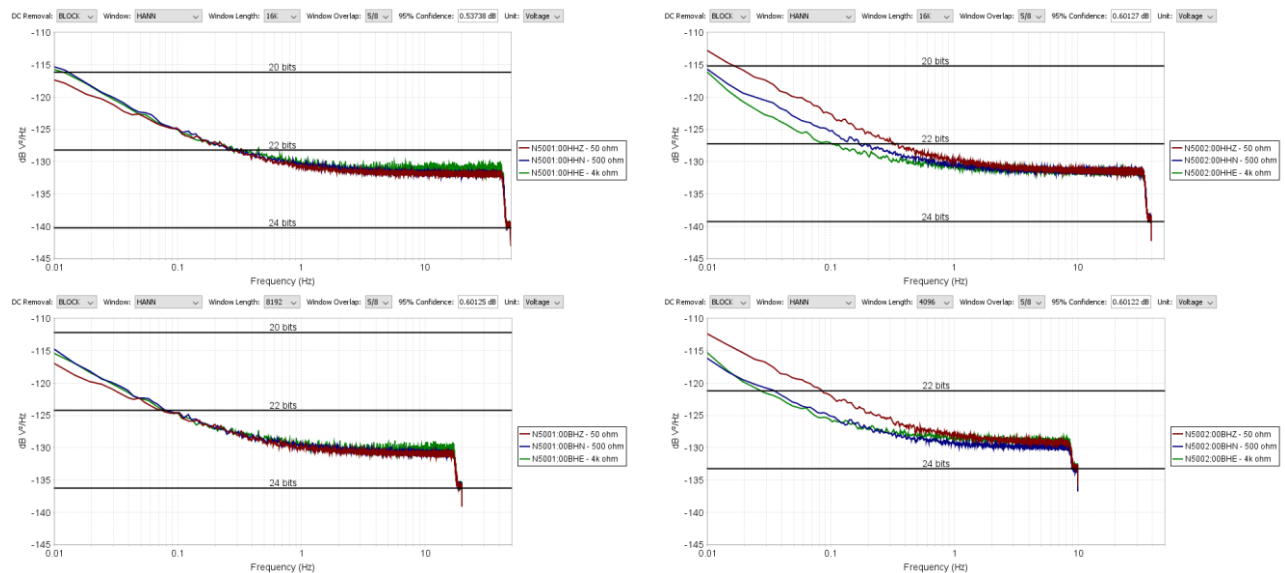 DC Removal: BLOCK Window: HANN Window Length: 16K Window Overlap: 5/8 95% Confidence: 0.53738 dB Unit: Voltage
-110
-115
-120
-125
-130
-135
-140
-145
dB V²/Hz
20 bits
22 bits
24 bits
0.01 0.1 1 10
Frequency (Hz)
N5001:00HHZ - 50 ohm
N5001:00HHN - 500 ohm
N5001:00HHE - 4k ohm
DC Removal: BLOCK Window: HANN Window Length: 16K Window Overlap: 5/8 95% Confidence: 0.60127 dB Unit: Voltage
-110
-115
-120
-125
-130
-135
-140
-145
dB V²/Hz
20 bits
22 bits
24 bits
0.01 0.1 1 10
Frequency (Hz)
N5002:00HHZ - 50 ohm
N5002:00HHN - 500 ohm
N5002:00HHE - 4k ohm
DC Removal: BLOCK Window: HANN Window Length: 8192 Window Overlap: 5/8 95% Confidence: 0.60125 dB Unit: Voltage
-110
-115
-120
-125
-130
-135
-140
-145
dB V²/Hz
20 bits
22 bits
24 bits
0.01 0.1 1 10
Frequency (Hz)
N5001:00BHZ - 50 ohm
N5001:00BHN - 500 ohm
N5001:00BHE - 4k ohm
DC Removal: BLOCK Window: HANN Window Length: 4096 Window Overlap: 5/8 95% Confidence: 0.60122 dB Unit: Voltage
-110
-115
-120
-125
-130
-135
-140
-145
dB V²/Hz
22 bits
24 bits
0.01 0.1 1 10
Frequency (Hz)
N5002:00BHZ - 50 ohm
N5002:00BHN - 500 ohm
N5002:00BHE - 4k ohm